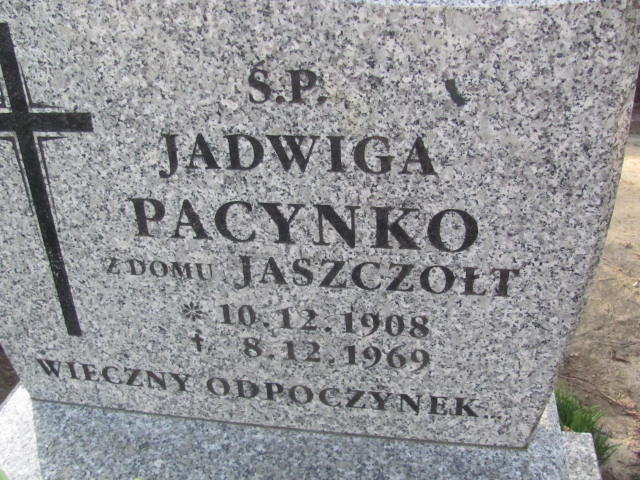 Ś.P.
JADWIGA
PACYNKO
Z DOMU JASZCZOŁT
* 10.12.1908
† 8.12.1969
WIECZNY ODPOCZYNEK...